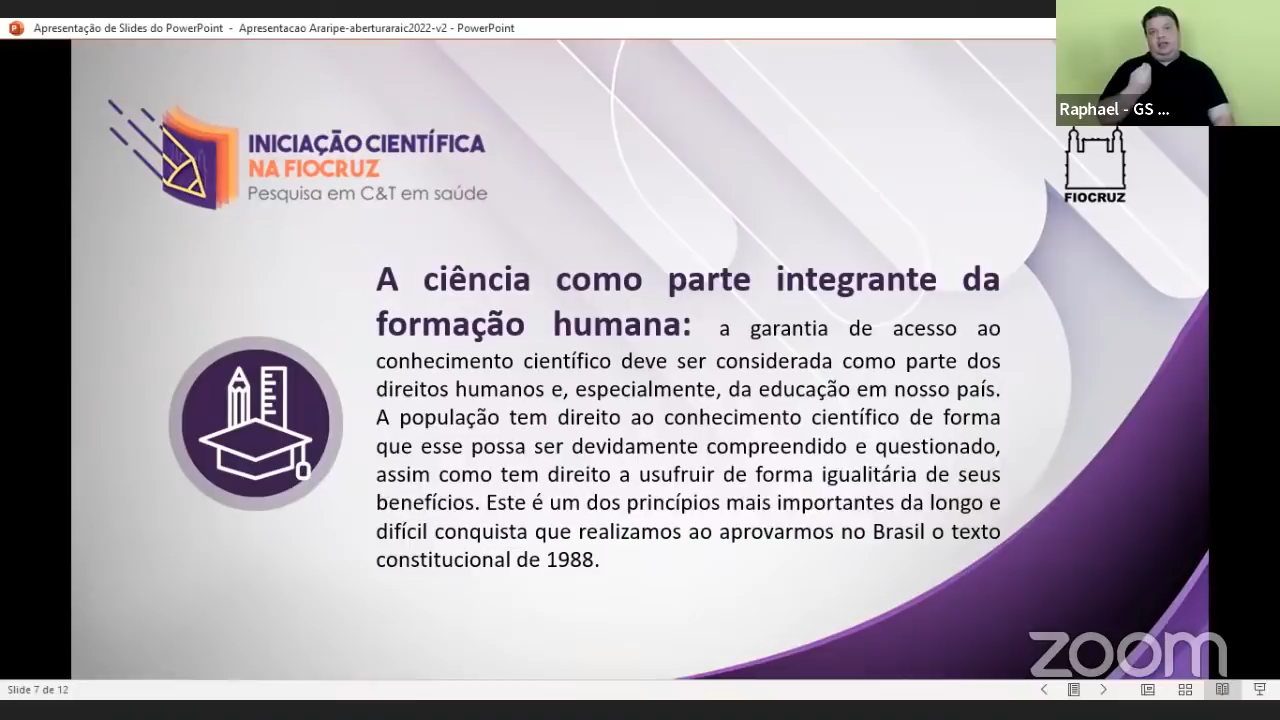 Apresentação de Slides do PowerPoint - Apresentacao Araripe-aberturaraic2022-v2 - PowerPoint
Raphael - GS ...
INICIAÇÃO CIENTÍFICA
NA FIOCRUZ
Pesquisa em C&T em saúde
FIOCRUZ
A ciência como parte integrante da
formação humana: a garantia de acesso ao
conhecimento científico deve ser considerada como parte dos
direitos humanos e, especialmente, da educação em nosso país.
A população tem direito ao conhecimento científico de forma
que esse possa ser devidamente compreendido e questionado,
assim como tem direito a usufruir de forma igualitária de seus
benefícios. Este é um dos princípios mais importantes da longo e
difícil conquista que realizamos ao aprovarmos no Brasil o texto
constitucional de 1988.
zoom
Slide 7 de 12